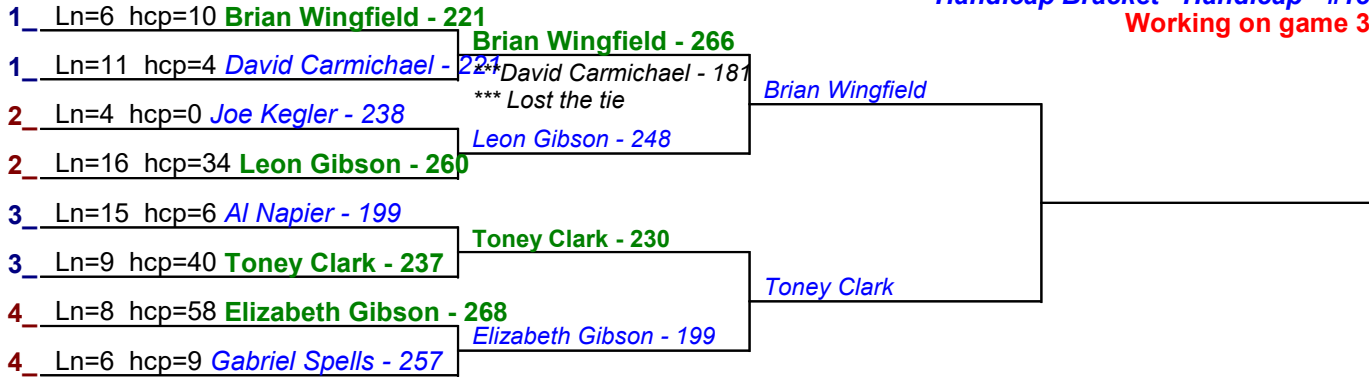 Handicap Bracket - Handicap - #
Working on game 3
1_ Ln=6 hcp=10 Brian Wingfield - 221
1_ Ln=11 hcp=4 David Carmichael - 221
2_ Ln=4 hcp=0 Joe Kegler - 238
2_ Ln=16 hcp=34 Leon Gibson - 260
3_ Ln=15 hcp=6 Al Napier - 199
3_ Ln=9 hcp=40 Toney Clark - 237
4_ Ln=8 hcp=58 Elizabeth Gibson - 268
4_ Ln=6 hcp=9 Gabriel Spells - 257
Brian Wingfield - 266
***David Carmichael - 181
*** Lost the tie
Leon Gibson - 248
Toney Clark - 230
Elizabeth Gibson - 199
Brian Wingfield
Toney Clark